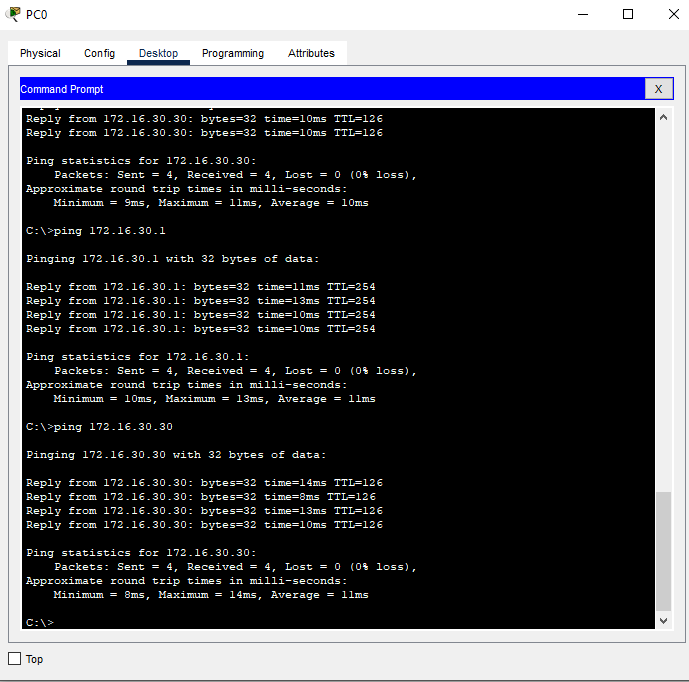 PC0
Physical Config Desktop Programming Attributes
Command Prompt X
Reply from 172.16.30.30: bytes=32 time=10ms TTL=126
Reply from 172.16.30.30: bytes=32 time=10ms TTL=126
Ping statistics for 172.16.30.30:
Packets: Sent = 4, Received = 4, Lost = 0 (0% loss),
Approximate round trip times in milli-seconds:
Minimum = 9ms, Maximum = 11ms, Average = 10ms
C:\>ping 172.16.30.1
Pinging 172.16.30.1 with 32 bytes of data:
Reply from 172.16.30.1: bytes=32 time=11ms TTL=254
Reply from 172.16.30.1: bytes=32 time=13ms TTL=254
Reply from 172.16.30.1: bytes=32 time=10ms TTL=254
Reply from 172.16.30.1: bytes=32 time=10ms TTL=254
Ping statistics for 172.16.30.1:
Packets: Sent = 4, Received = 4, Lost = 0 (0% loss),
Approximate round trip times in milli-seconds:
Minimum = 10ms, Maximum = 13ms, Average = 11ms
C:\>ping 172.16.30.30
Pinging 172.16.30.30 with 32 bytes of data:
Reply from 172.16.30.30: bytes=32 time=14ms TTL=126
Reply from 172.16.30.30: bytes=32 time=8ms TTL=126
Reply from 172.16.30.30: bytes=32 time=13ms TTL=126
Reply from 172.16.30.30: bytes=32 time=10ms TTL=126
Ping statistics for 172.16.30.30:
Packets: Sent = 4, Received = 4, Lost = 0 (0% loss),
Approximate round trip times in milli-seconds:
Minimum = 8ms, Maximum = 14ms, Average = 11ms
C:\>
Top